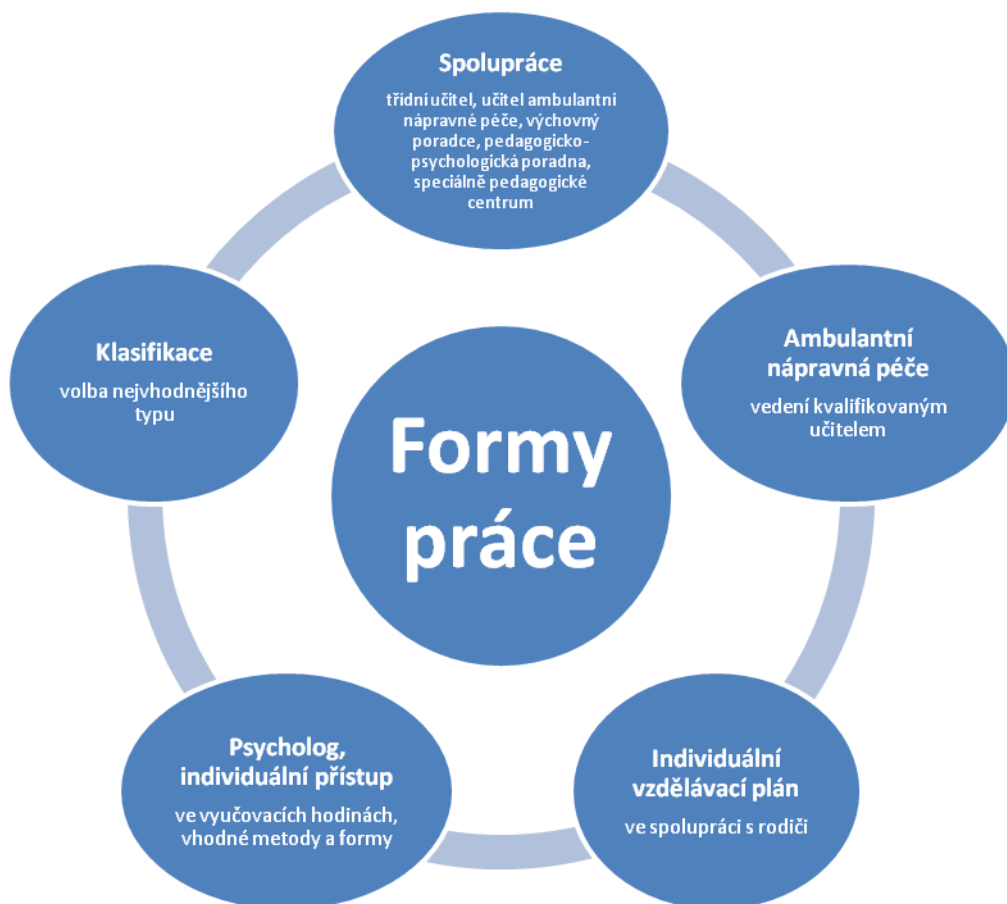 Spolupráce
třídní učitel, učitel ambulantní
nápravné péče, výchovný
poradce, pedagogicko-
psychologická poradna,
speciálně pedagogické
centrum
Ambulantní
nápravná péče
vedení kvalifikovaným
učitelem
Individuální
vzdělávací plán
ve spolupráci s rodiči
Psycholog,
individuální přístup
ve vyučovacích hodinách,
vhodné metody a formy
Klasifikace
volba nejvhodnějšího
typu
Formy
práce